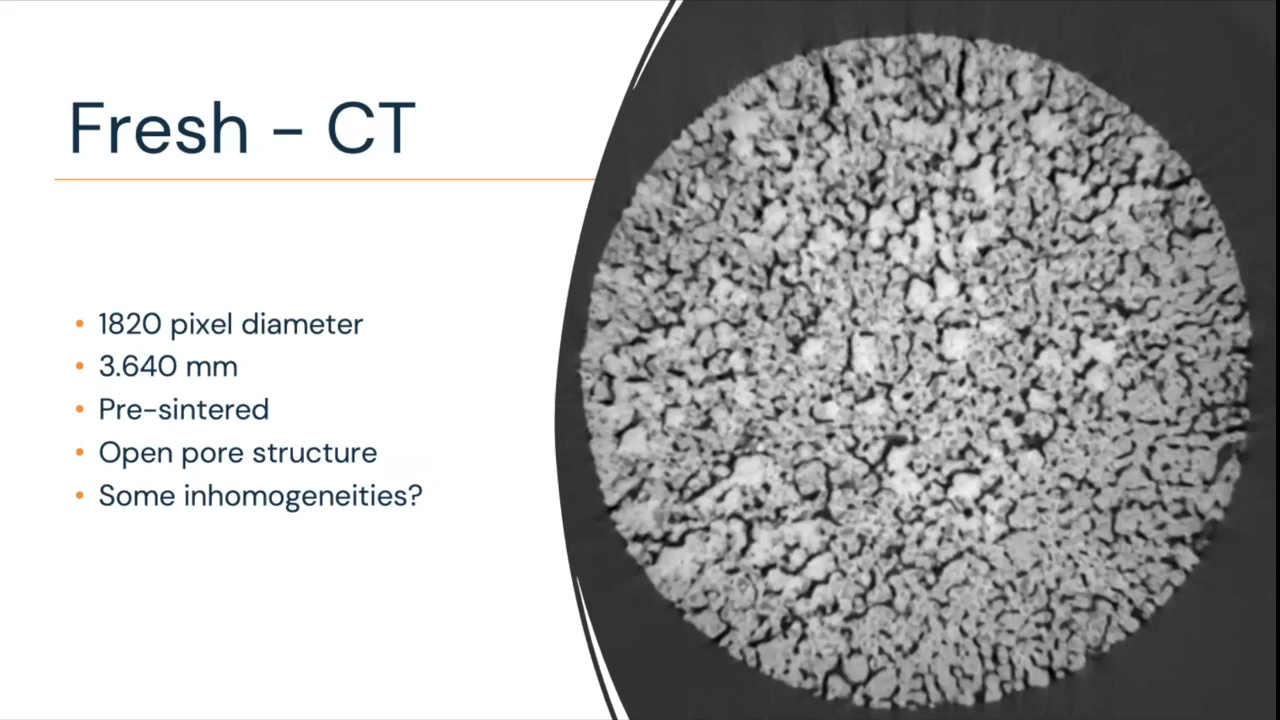 Fresh – CT
• 1820 pixel diameter
• 3.640 mm
• Pre-sintered
• Open pore structure
• Some inhomogeneities?